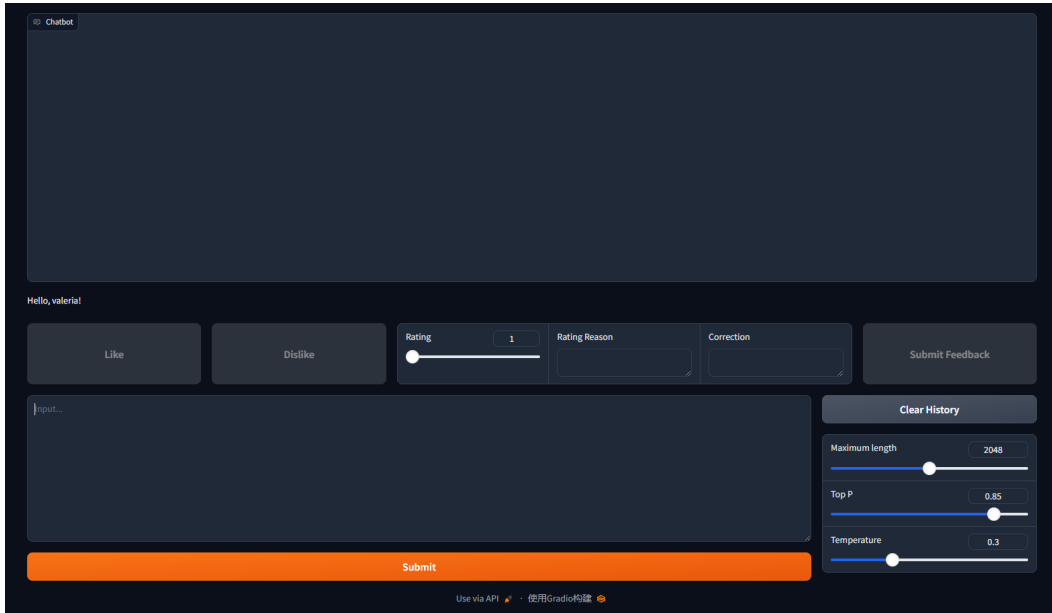 Chatbot
Hello, valeria!
Like
Dislike
Rating
1
Rating Reason
Correction
Submit Feedback
Input...
Clear History
Maximum length
2048
Top P
0.85
Temperature
0.3
Submit
Use via API · 使用Gradio构建